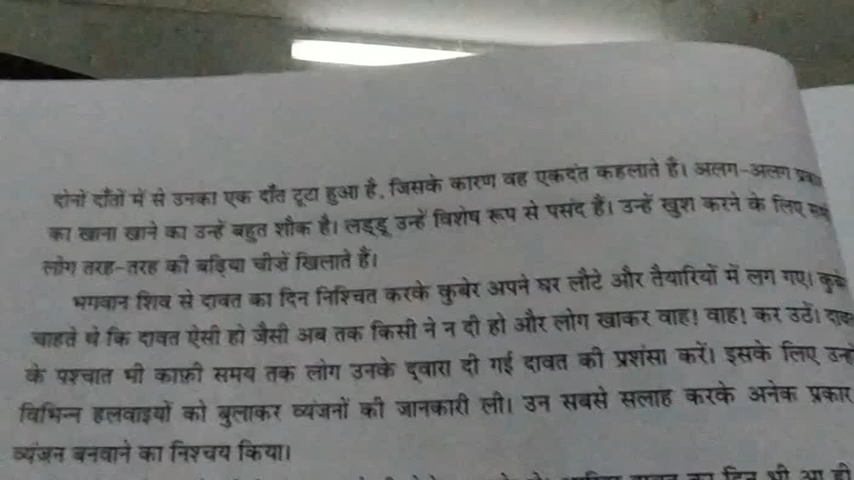 दोनों दाँतों में से उनका एक दाँत टूटा हुआ है, जिसके कारण वह एकदंत कहलाते हैं। अलग-अलग
का खाना खाने का उन्हें बहुत शौक है। लड्डू उन्हें विशेष रूप से पसंद हैं। उन्हें खुश करने के लिए
लोग तरह-तरह की बढ़िया चीज़ें खिलाते हैं।
भगवान शिव से दावत का दिन निश्चित करके कुबेर अपने घर लौटे और तैयारियों में लग गए।
चाहते थे कि दावत ऐसी हो जैसी अब तक किसी ने न दी हो और लोग खाकर वाह! वाह! कर उठें।
के पश्चात भी काफ़ी समय तक लोग उनके द्वारा दी गई दावत की प्रशंसा करें। इसके लिए
विभिन्न हलवाइयों को बुलाकर व्यंजनों की जानकारी ली। उन सबसे सलाह करके अनेक प्रकार
व्यंजन बनवाने का निश्चय किया।
दिन भी आ ही